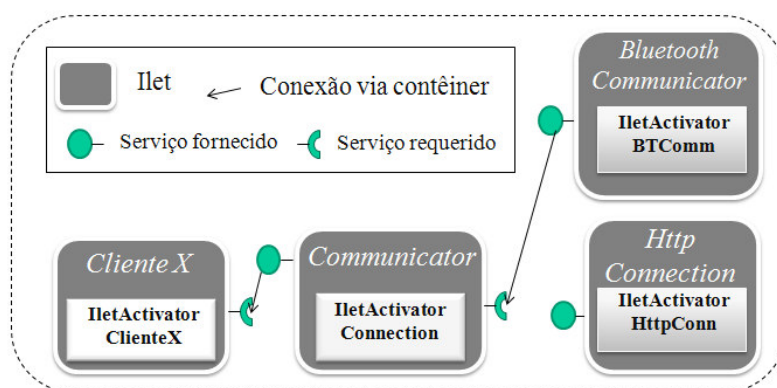 Ilet
Conexão via contêiner
Serviço fornecido
Serviço requerido
Bluetooth
Communicator
IletActivator
BTComm
Cliente X
IletActivator
ClienteX
Communicator
IletActivator
Connection
Http
Connection
IletActivator
HttpConn